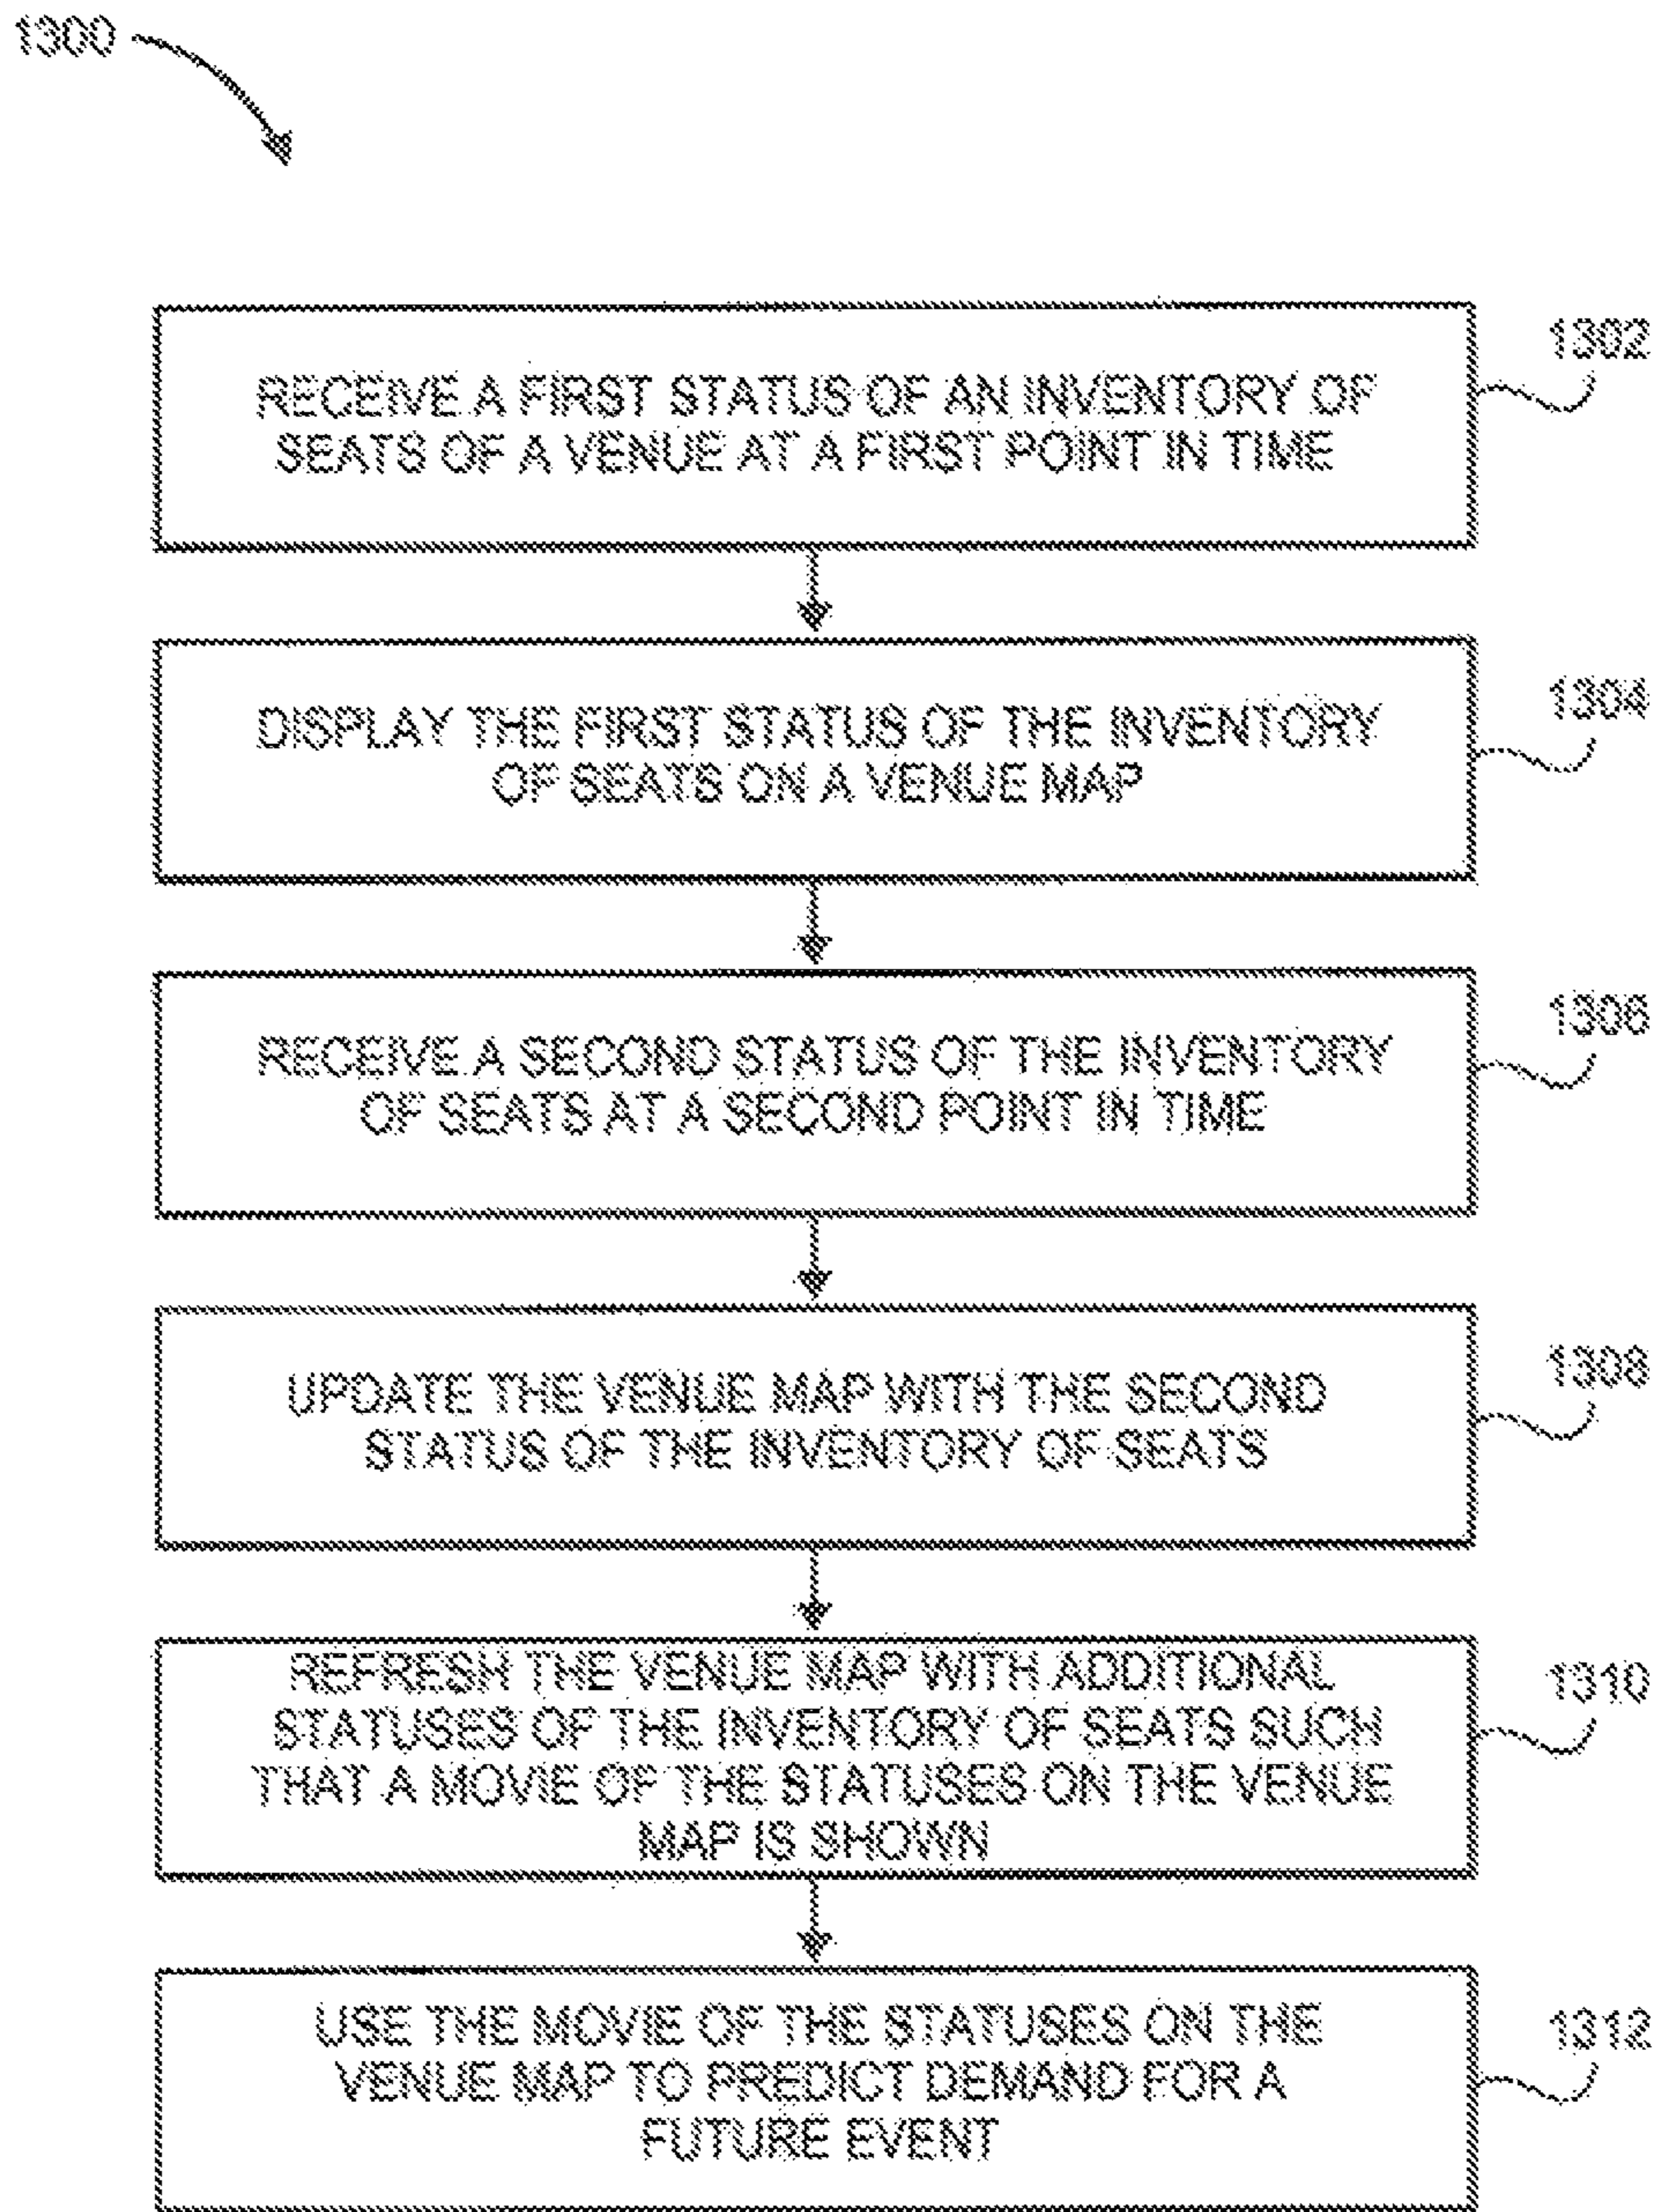 1300
RECEIVE A FIRST STATUS OF AN INVENTORY OF
SEATS OF A VENUE AT A FIRST POINT IN TIME
1302
DISPLAY THE FIRST STATUS OF THE INVENTORY
OF SEATS ON A VENUE MAP
1304
RECEIVE A SECOND STATUS OF THE INVENTORY
OF SEATS AT A SECOND POINT IN TIME
1306
UPDATE THE VENUE MAP WITH THE SECOND
STATUS OF THE INVENTORY OF SEATS
1308
REFRESH THE VENUE MAP WITH ADDITIONAL
STATUSES OF THE INVENTORY OF SEATS SUCH
THAT A MOVIE OF THE STATUSES ON THE VENUE
MAP IS SHOWN
1310
USE THE MOVIE OF THE STATUSES ON THE
VENUE MAP TO PREDICT DEMAND FOR A
FUTURE EVENT
1312